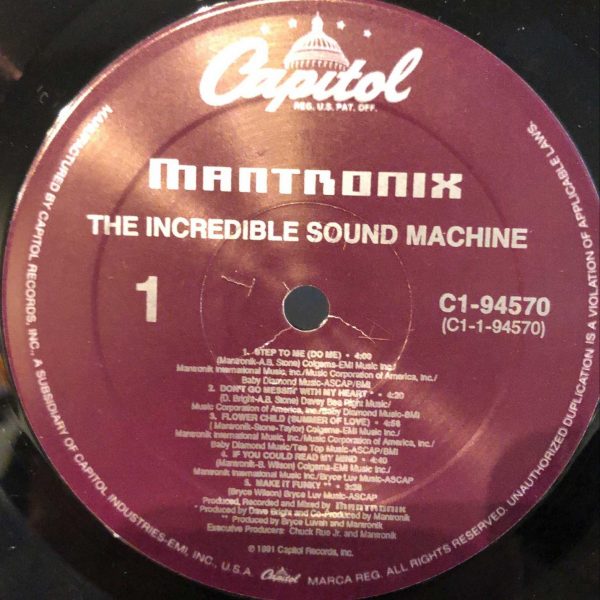 Capitol
REG. U.S. PAT. OFF.
MANTRONIX
THE INCREDIBLE SOUND MACHINE
1
C1-94570
(C1-1-94570)
1. STEP TO ME (DO ME) • 4:00
(Mantronik-A.B. Stone) Colgems-EMI Music Inc./
Mantronik International Music, Inc./Music Corporation of America, Inc./
Baby Diamond Music-ASCAP/BMI
2. DON'T GO MESSIN' WITH MY HEART * • 4:20
(D. Bright-A.B. Stone) Davey Bee Right Music/
Music Corporation of America, Inc./Baby Diamond Music-BMI
3. FLOWER CHILD (SUMMER OF LOVE) • 4:58
(Mantronik-Stone-Taylor) Colgems-EMI Music Inc./
Mantronik International Music Inc./Music Corporation of America, Inc./
Baby Diamond Music/Tee Top Music-ASCAP/BMI
4. IF YOU COULD READ MY MIND • 4:40
(Mantronik-B. Wilson) Colgems-EMI Music, Inc./
Mantronik International Music Inc./Bryce Luv Music-ASCAP
5. MAKE IT FUNKY ** • 3:38
(Bryce Wilson) Bryce Luv Music-ASCAP
Produced, Recorded and Mixed by MANTRONIX
* Produced by Dave Bright and Co-Produced by Mantronik
** Produced by Bryce Luvah and Mantronik
Executive Producers: Chuck Rue Jr. and Mantronik
℗ 1991 Capitol Records, Inc.
MANUFACTURED BY CAPITOL RECORDS, INC., A SUBSIDIARY OF CAPITOL INDUSTRIES-EMI, INC., U.S.A. Capitol MARCA REG. ALL RIGHTS RESERVED. UNAUTHORIZED DUPLICATION IS A VIOLATION OF APPLICABLE LAWS.